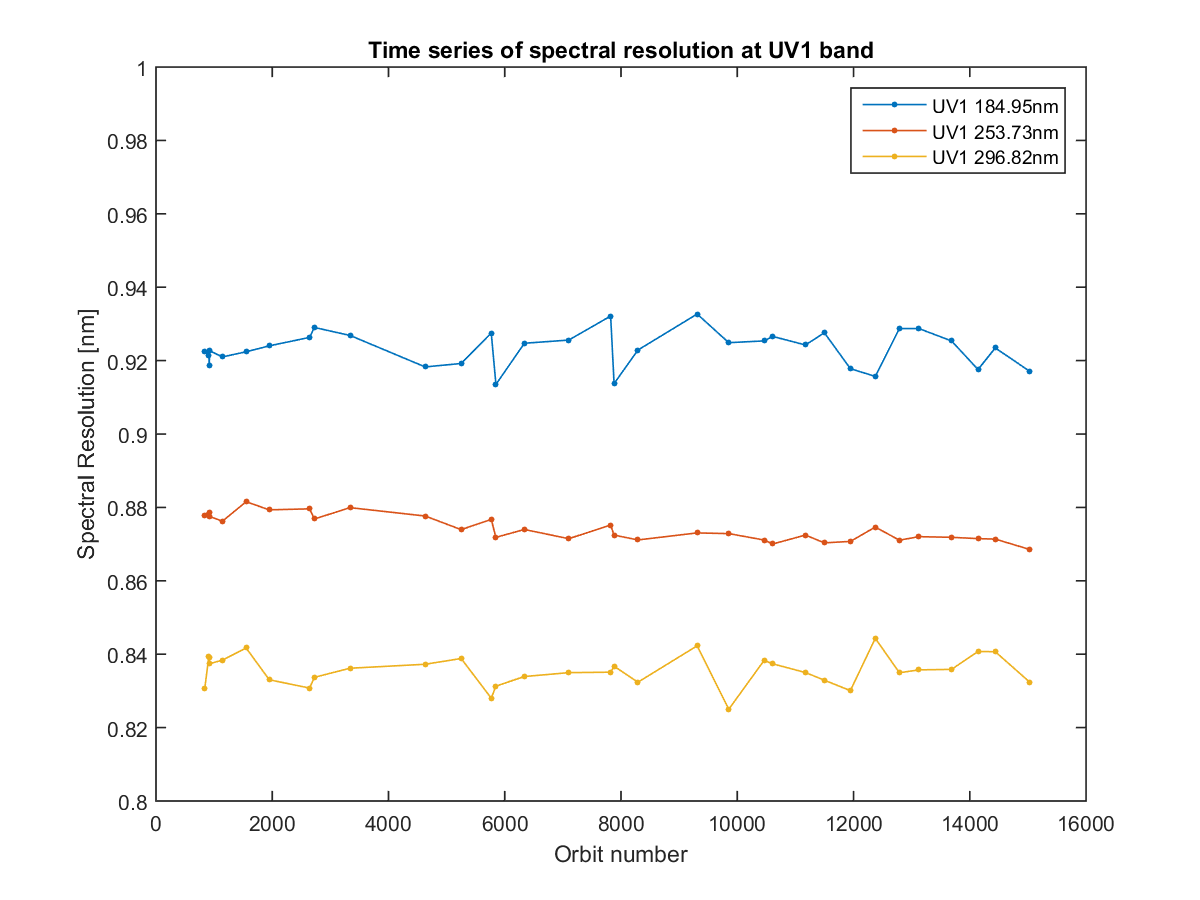 Time series of spectral resolution at UV1 band
1
0.98
0.96
0.94
0.92
0.9
0.88
0.86
0.84
0.82
0.8
Spectral Resolution [nm]
UV1 184.95nm
UV1 253.73nm
UV1 296.82nm
0 2000 4000 6000 8000 10000 12000 14000 16000
Orbit number